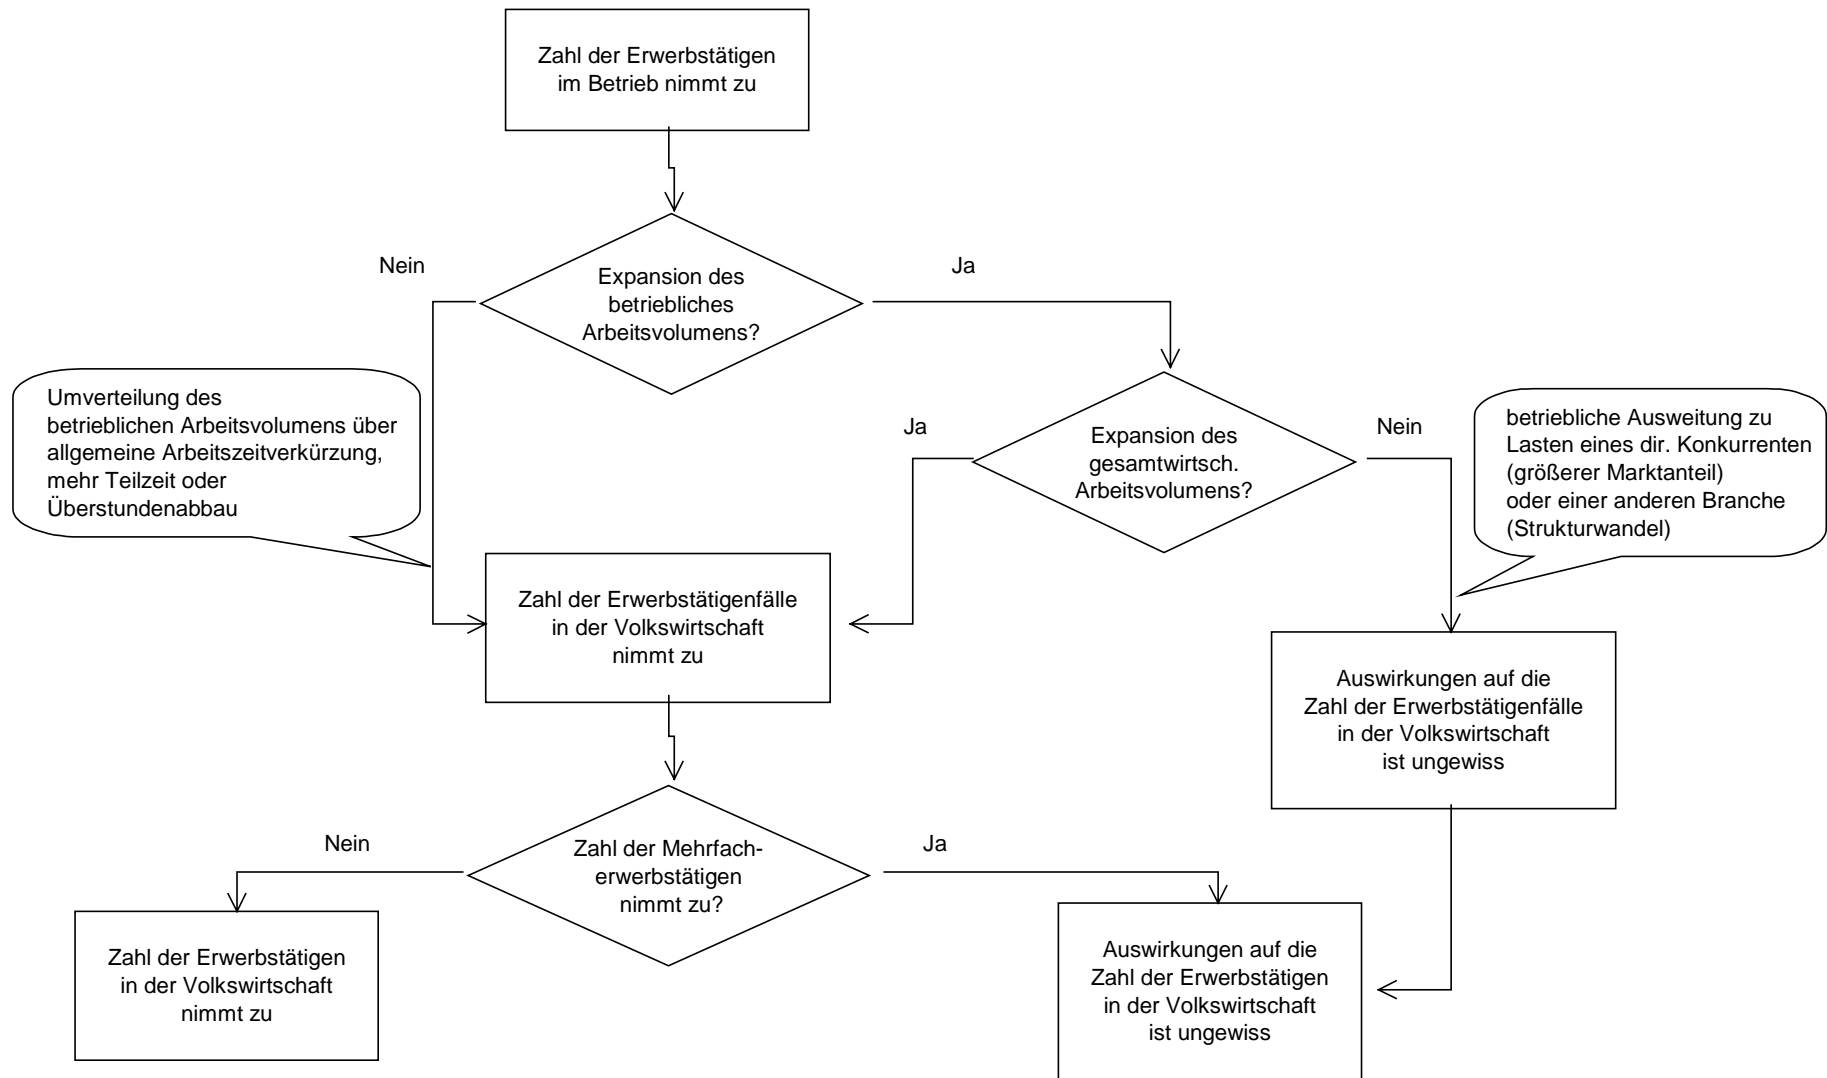 Zahl der Erwerbstätigen
im Betrieb nimmt zu
Nein
Ja
Expansion des
betriebliches
Arbeitsvolumens?
Umverteilung des
betrieblichen Arbeitsvolumens über
allgemeine Arbeitszeitverkürzung,
mehr Teilzeit oder
Überstundenabbau
Ja
Nein
Expansion des
gesamtwirtsch.
Arbeitsvolumens?
betriebliche Ausweitung zu
Lasten eines dir. Konkurrenten
(größerer Marktanteil)
oder einer anderen Branche
(Strukturwandel)
Zahl der Erwerbstätigenfälle
in der Volkswirtschaft
nimmt zu
Auswirkungen auf die
Zahl der Erwerbstätigenfälle
in der Volkswirtschaft
ist ungewiss
Nein
Ja
Zahl der Mehrfach-
erwerbstätigen
nimmt zu?
Zahl der Erwerbstätigen
in der Volkswirtschaft
nimmt zu
Auswirkungen auf die
Zahl der Erwerbstätigen
in der Volkswirtschaft
ist ungewiss